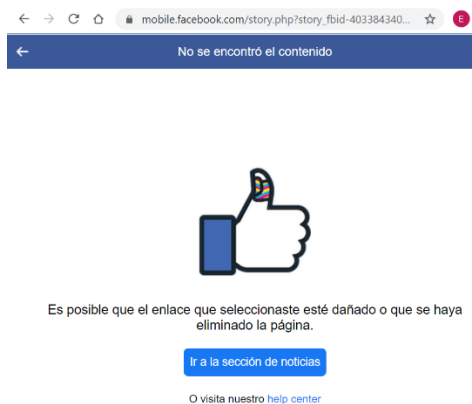 mobile.facebook.com/story.php?story_fbid-403384340...
E
No se encontró el contenido
Es posible que el enlace que seleccionaste esté dañado o que se haya
eliminado la página.
Ir a la sección de noticias
O visita nuestro help center